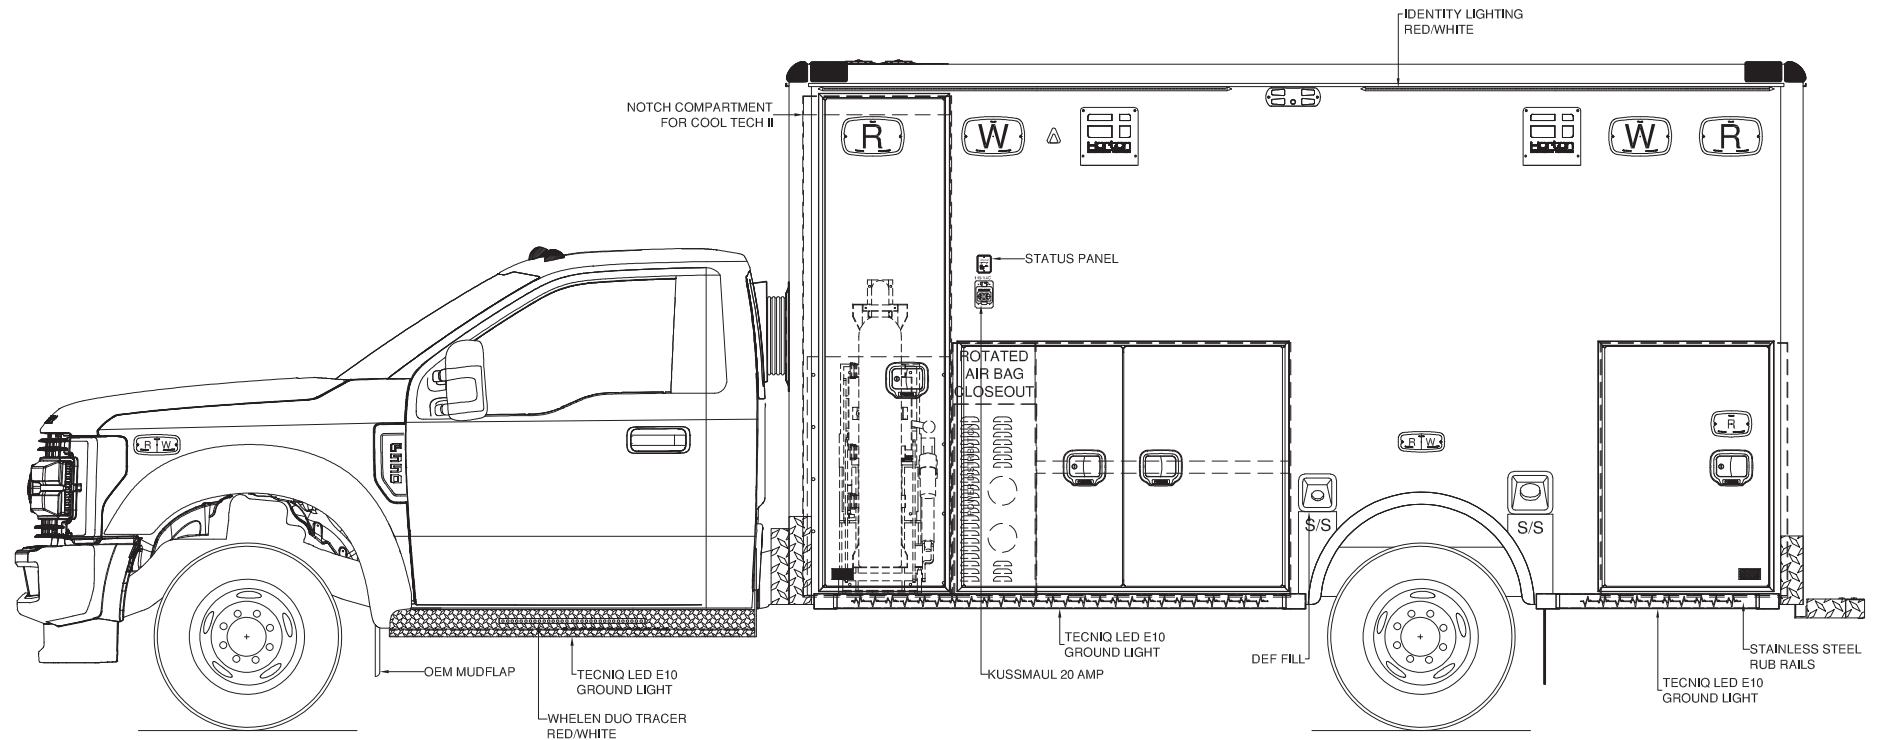 IDENTITY LIGHTING
RED/WHITE
NOTCH COMPARTMENT
FOR COOL TECH II
R
W
W
R
STATUS PANEL
ROTATED
AIR BAG
CLOSEOUT
R
R W
R W
S/S
S/S
TECNIQ LED E10
GROUND LIGHT
DEF FILL
STAINLESS STEEL
RUB RAILS
OEM MUDFLAP
TECNIQ LED E10
GROUND LIGHT
KUSSMAUL 20 AMP
TECNIQ LED E10
GROUND LIGHT
WHELEN DUO TRACER
RED/WHITE